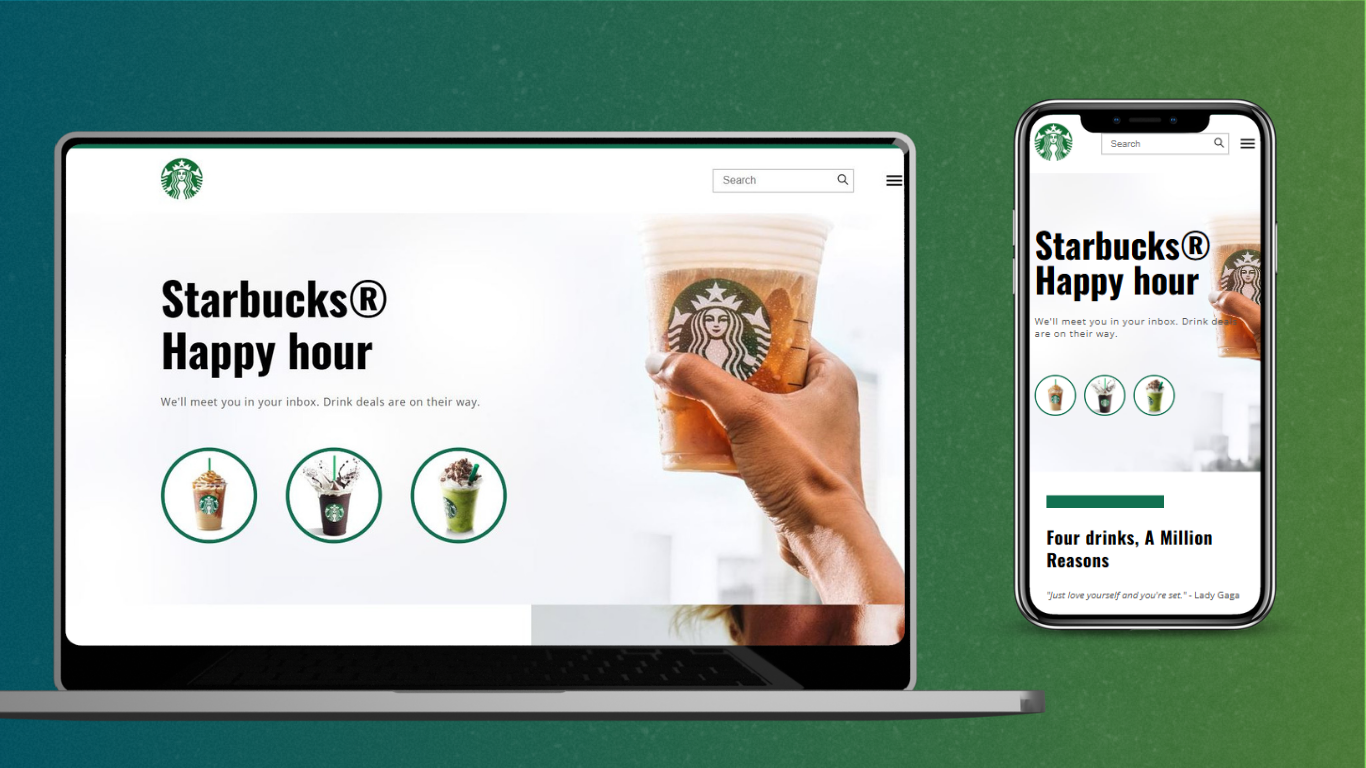 Search
Starbucks®
Happy hour
We'll meet you in your inbox. Drink deals are on their way.
Search
Starbucks®
Happy hour
We'll meet you in your inbox. Drink deals
are on their way.
Four drinks, A Million
Reasons
"Just love yourself and you're set." - Lady Gaga